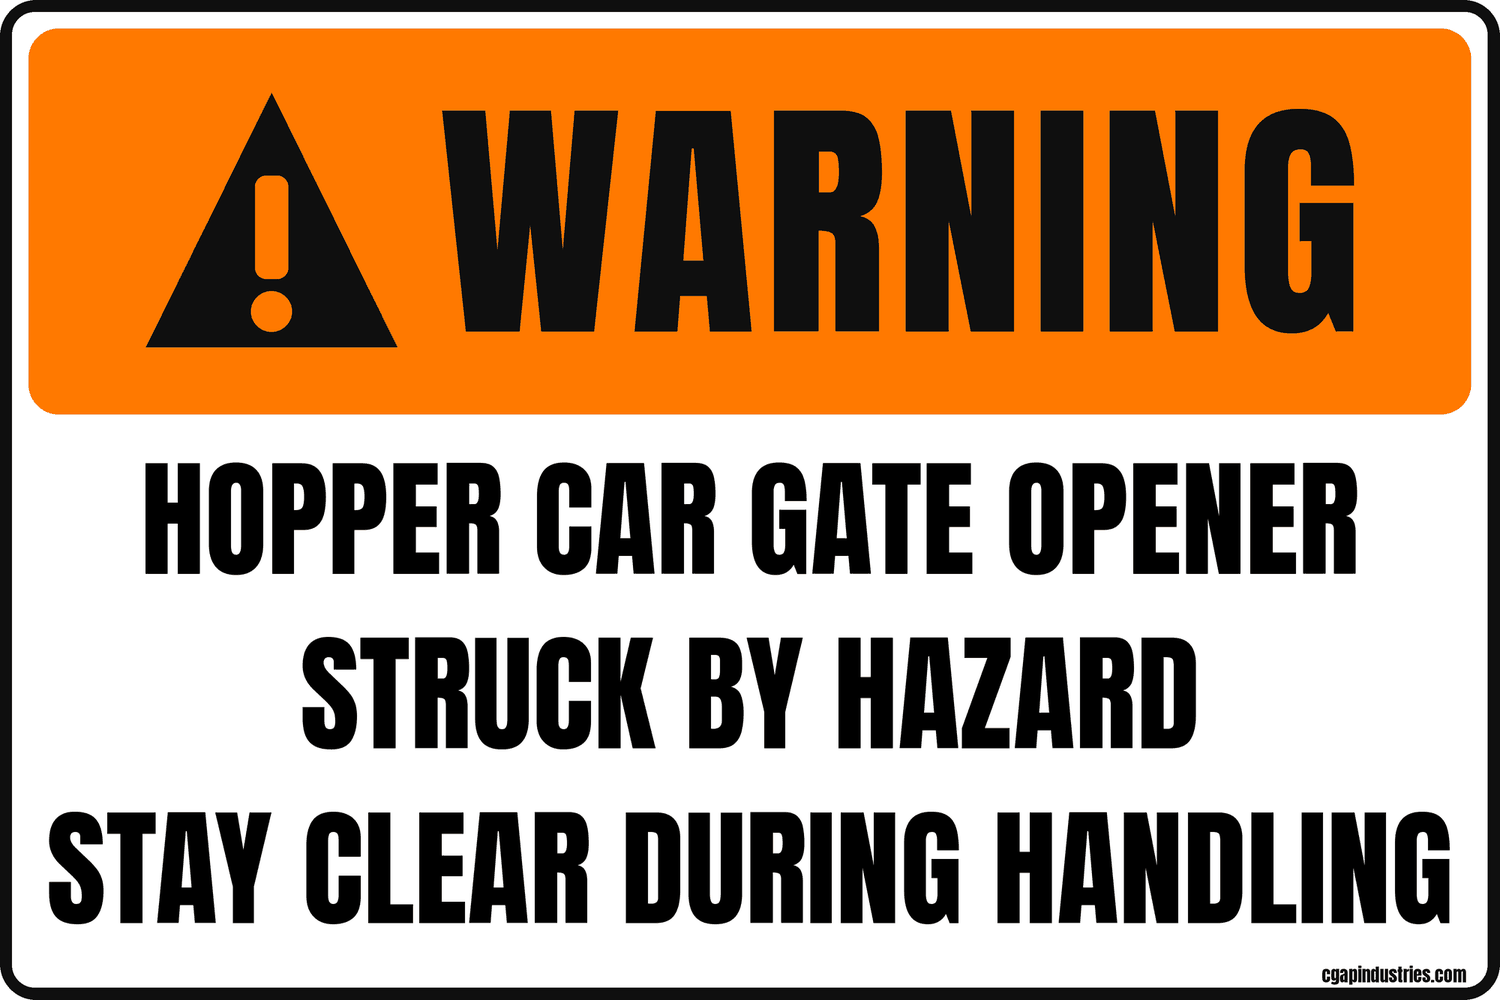 WARNING
HOPPER CAR GATE OPENER
STRUCK BY HAZARD
STAY CLEAR DURING HANDLING
cgapindustries.com